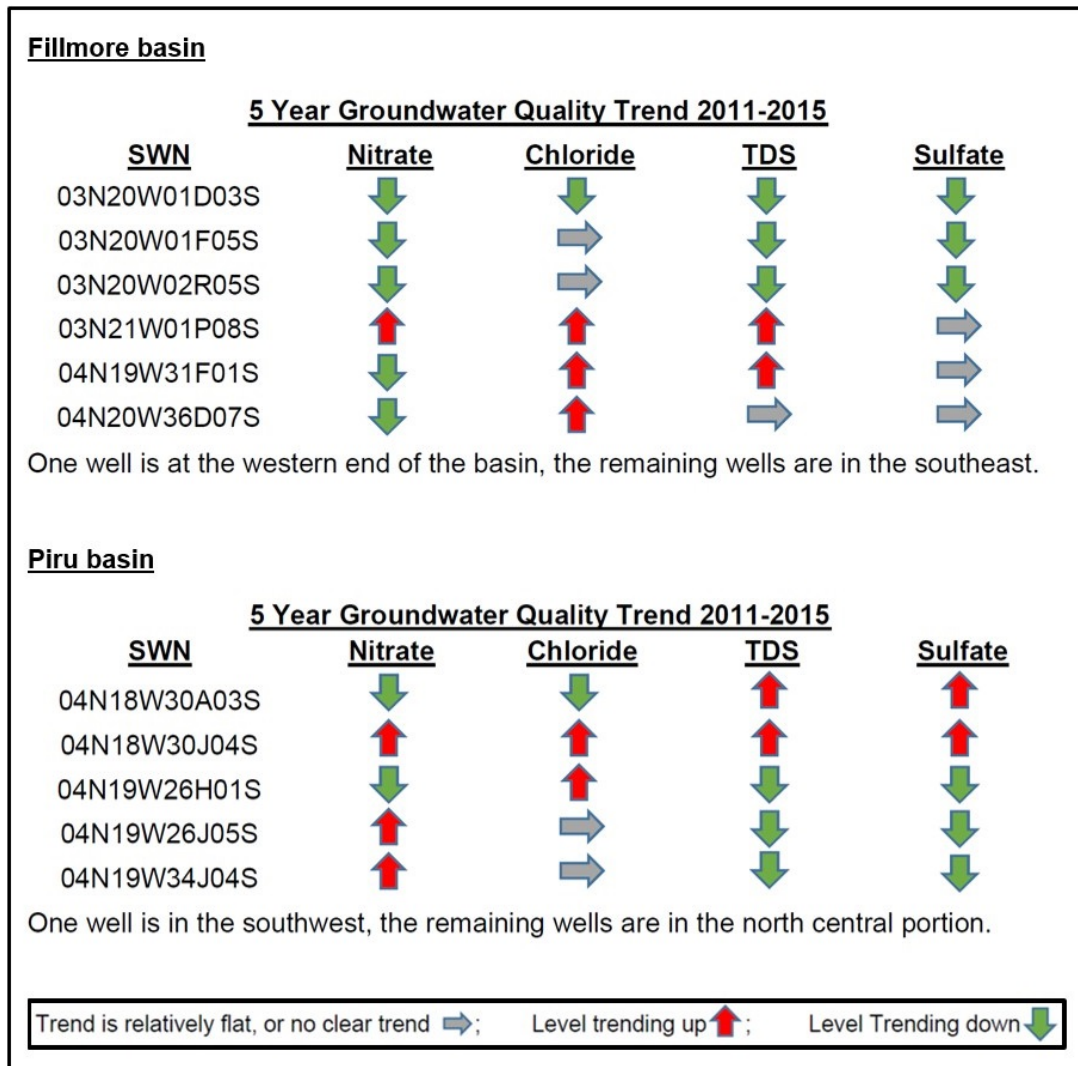 Fillmore basin
5 Year Groundwater Quality Trend 2011-2015
SWN Nitrate Chloride TDS Sulfate
03N20W01D03S
03N20W01F05S
03N20W02R05S
03N21W01P08S
04N19W31F01S
04N20W36D07S
One well is at the western end of the basin, the remaining wells are in the southeast.
Piru basin
5 Year Groundwater Quality Trend 2011-2015
SWN Nitrate Chloride TDS Sulfate
04N18W30A03S
04N18W30J04S
04N19W26H01S
04N19W26J05S
04N19W34J04S
One well is in the southwest, the remaining wells are in the north central portion.
Trend is relatively flat, or no clear trend ; Level trending up ; Level Trending down